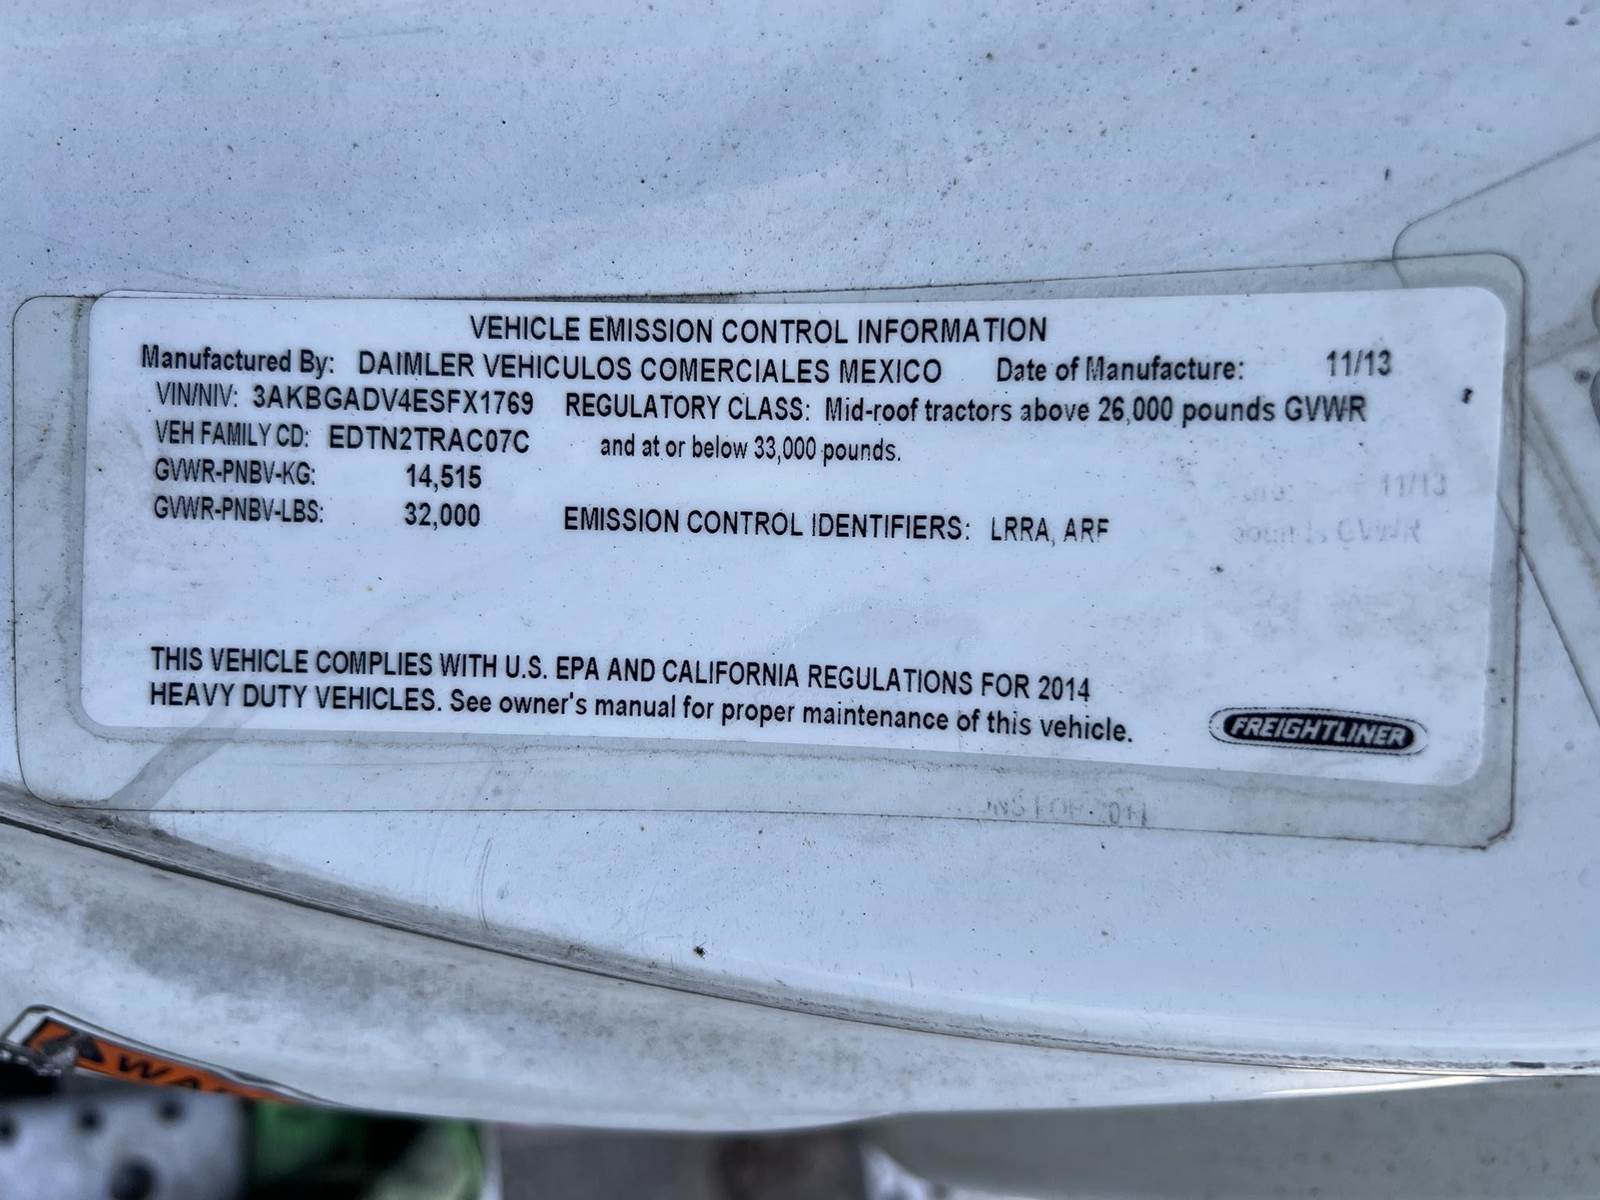 VEHICLE EMISSION CONTROL INFORMATION
Manufactured By: DAIMLER VEHICULOS COMERCIALES MEXICO Date of Manufacture: 11/13
VIN/NIV: 3AKBGADV4ESFX1769 REGULATORY CLASS: Mid-roof tractors above 26,000 pounds GVWR
VEH FAMILY CD: EDTN2TRAC07C and at or below 33,000 pounds.
GVWR-PNBV-KG: 14,515
11/13
GVWR-PNBV-LBS: 32,000 EMISSION CONTROL IDENTIFIERS: LRRA, ARF
GVWR
THIS VEHICLE COMPLIES WITH U.S. EPA AND CALIFORNIA REGULATIONS FOR 2014
HEAVY DUTY VEHICLES. See owner's manual for proper maintenance of this vehicle.
FREIGHTLINER